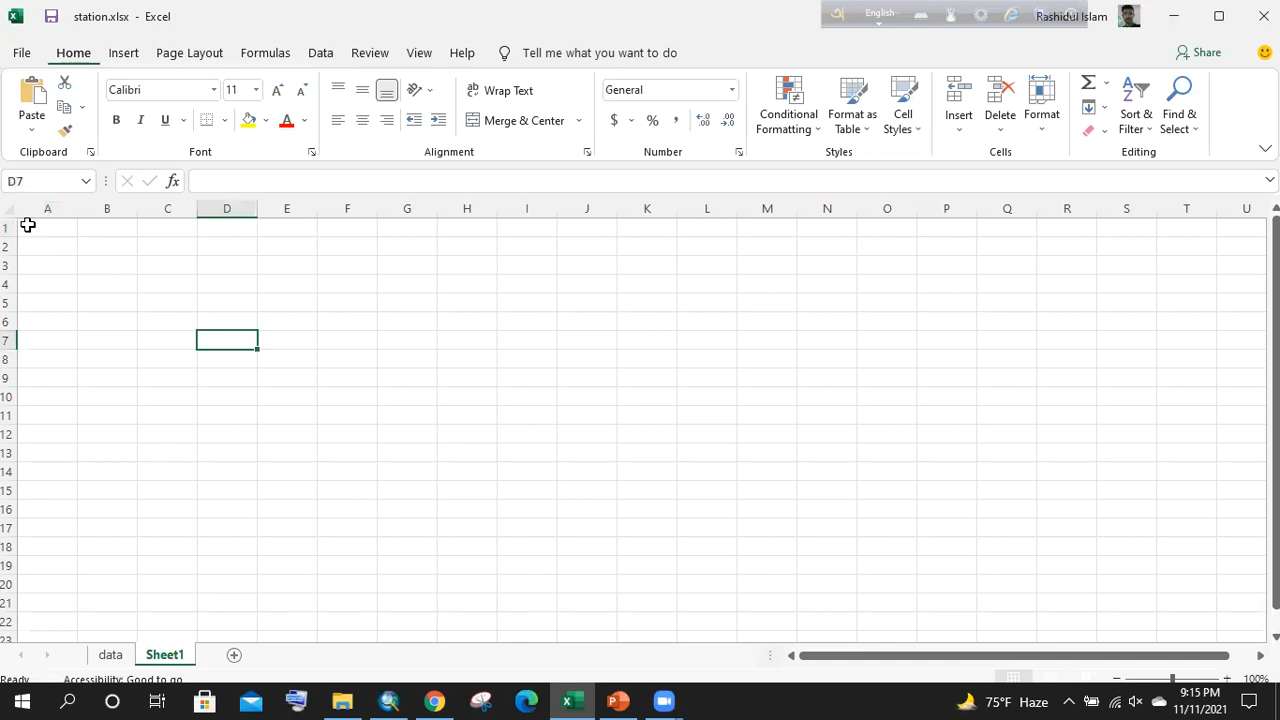 station.xlsx - Excel
English
Rashidul Islam
File Home Insert Page Layout Formulas Data Review View Help Tell me what you want to do Share
Calibri 11 Wrap Text General
Paste B I U A Merge & Center $ % , Conditional Formatting Format as Table Cell Styles Insert Delete Format Sort & Filter Find & Select
Clipboard Font Alignment Number Styles Cells Editing
D7 fx
A B C D E F G H I J K L M N O P Q R S T U
1
2
3
4
5
6
7
8
9
10
11
12
13
14
15
16
17
18
19
20
21
22
23
data Sheet1
Ready Accessibility: Good to go 100%
75°F Haze
9:15 PM
11/11/2021